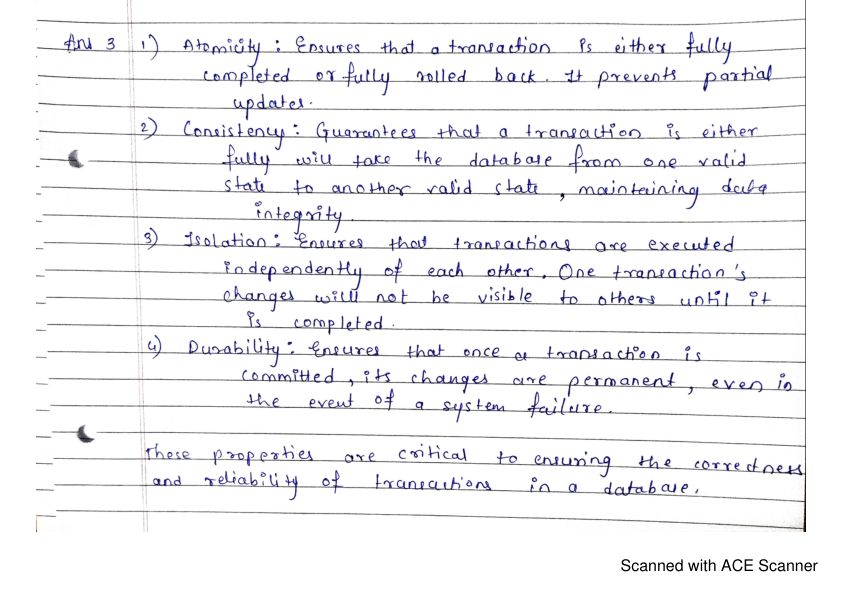 Ans 3 1) Atomicity : Ensures that a transaction is either fully
completed or fully rolled back. It prevents partial
updates.
2) Consistency : Guarantees that a transaction is either
fully will take the database from one valid
state to another valid state, maintaining data
integrity.
3) Isolation : Ensures that transactions are executed
independently of each other. One transaction's
changes will not be visible to others until it
is completed.
4) Durability : Ensures that once a transaction is
committed, its changes are permanent, even in
the event of a system failure.
These properties are critical to ensuring the correctness
and reliability of transactions in a database.
Scanned with ACE Scanner